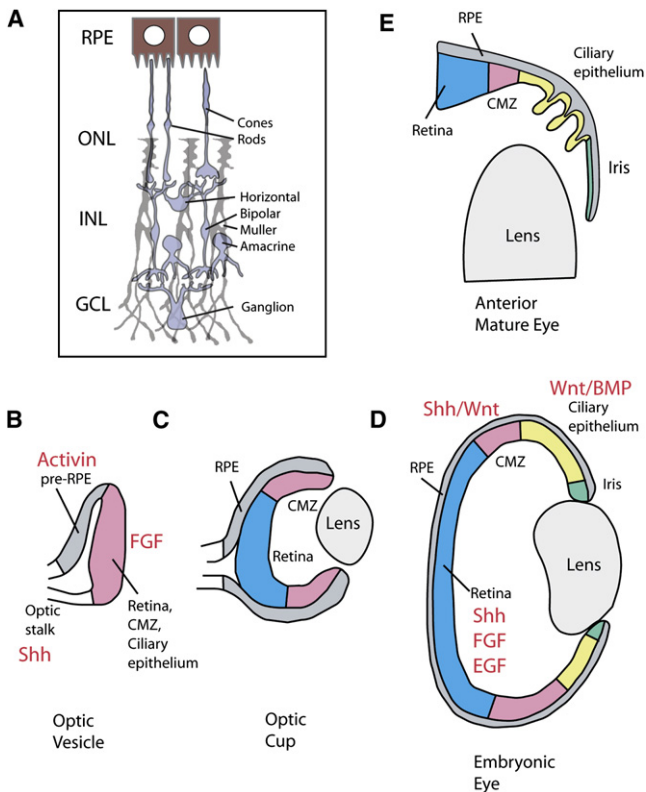 A
RPE
ONL
INL
GCL
Cones
Rods
Horizontal
Bipolar
Muller
Amacrine
Ganglion
E
RPE
Ciliary
epithelium
Retina
CMZ
Iris
Lens
Anterior
Mature Eye
B
Activin
pre-RPE
FGF
Optic
stalk
Shh
Retina,
CMZ,
Ciliary
epithelium
Optic
Vesicle
C
RPE
CMZ
Lens
Retina
Optic
Cup
D
Shh/Wnt
Wnt/BMP
Ciliary
epithelium
RPE
CMZ
Iris
Lens
Retina
Shh
FGF
EGF
Embryonic
Eye